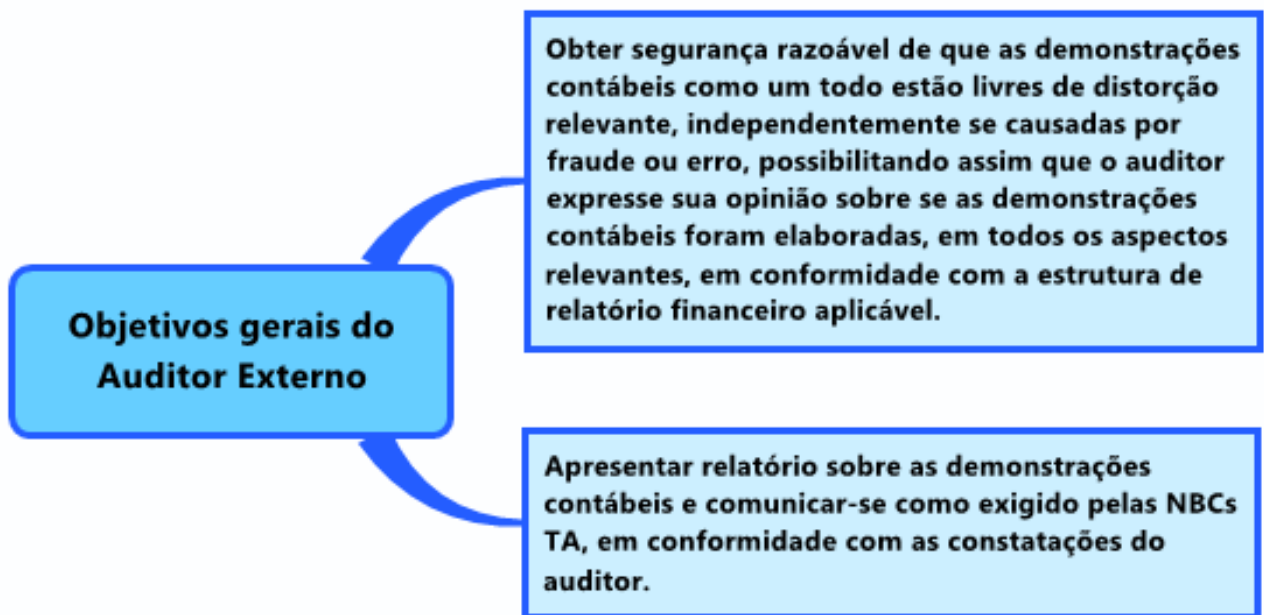 Objetivos gerais do
Auditor Externo
Obter segurança razoável de que as demonstrações
contábeis como um todo estão livres de distorção
relevante, independentemente se causadas por
fraude ou erro, possibilitando assim que o auditor
expresse sua opinião sobre se as demonstrações
contábeis foram elaboradas, em todos os aspectos
relevantes, em conformidade com a estrutura de
relatório financeiro aplicável.
Apresentar relatório sobre as demonstrações
contábeis e comunicar-se como exigido pelas NBCs
TA, em conformidade com as constatações do
auditor.